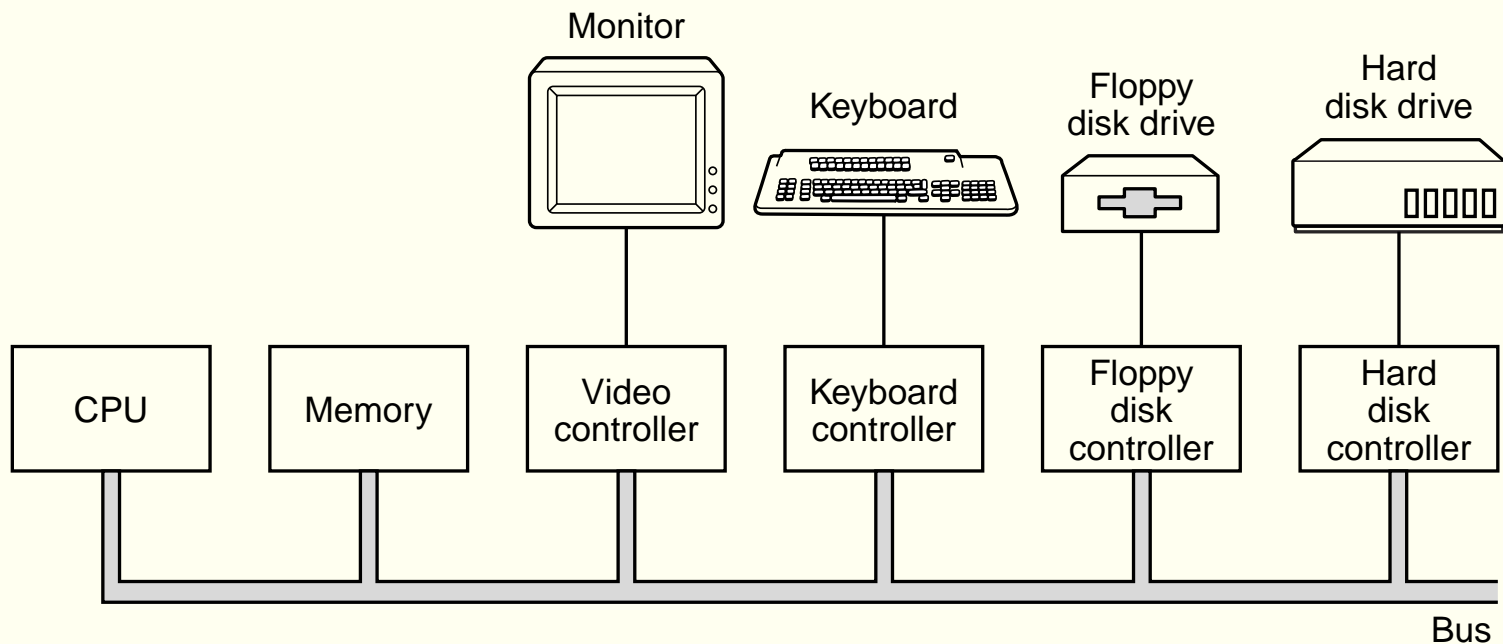 Monitor
Keyboard
Floppy
disk drive
Hard
disk drive
CPU
Memory
Video
controller
Keyboard
controller
Floppy
disk
controller
Hard
disk
controller
Bus